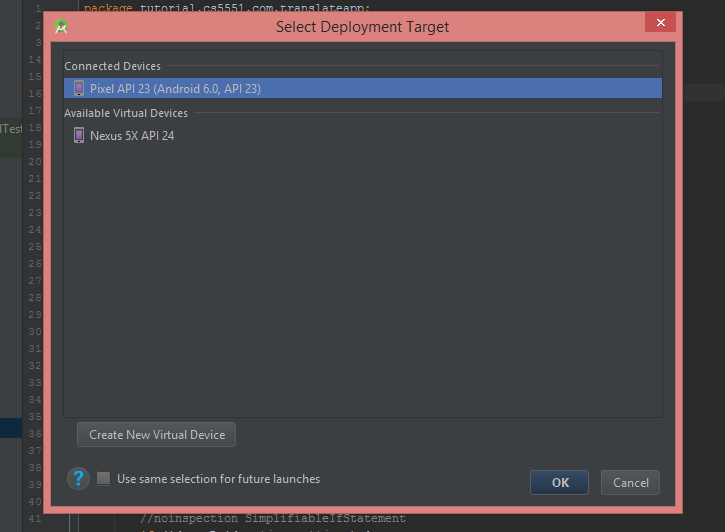 1 package tutorial.cs5551.com.translateapp;
2
Select Deployment Target
3
14
Connected Devices
15
Pixel API 23 (Android 6.0, API 23)
16
17
Available Virtual Devices
lTest
18
Nexus 5X API 24
19
20
21
22
23
24
25
26
27
28
29
30
31
32
33
34
35
36
Create New Virtual Device
37
38
?
Use same selection for future launches
OK
Cancel
39
40
41 //noinspection SimplifiableIfStatement